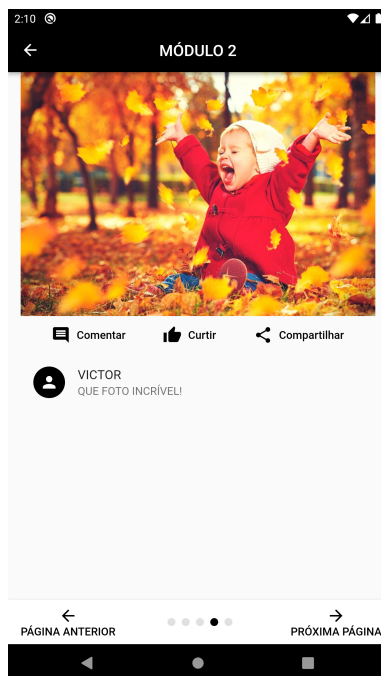 2:10
MÓDULO 2
Comentar Curtir Compartilhar
VICTOR
QUE FOTO INCRÍVEL!
PÁGINA ANTERIOR PRÓXIMA PÁGINA